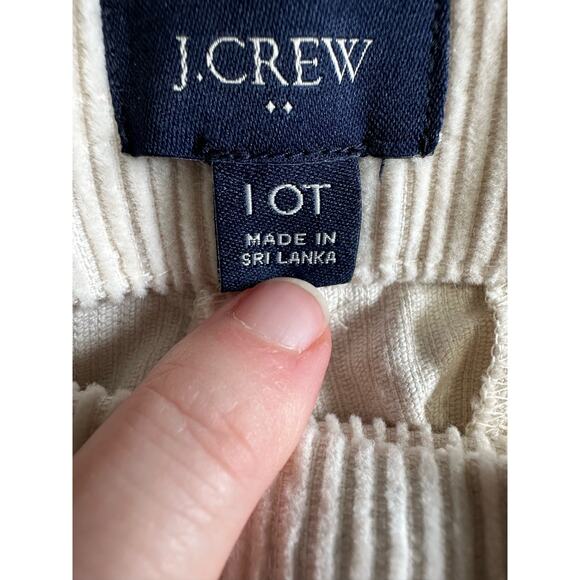 J.CREW
10T
MADE IN
SRI LANKA